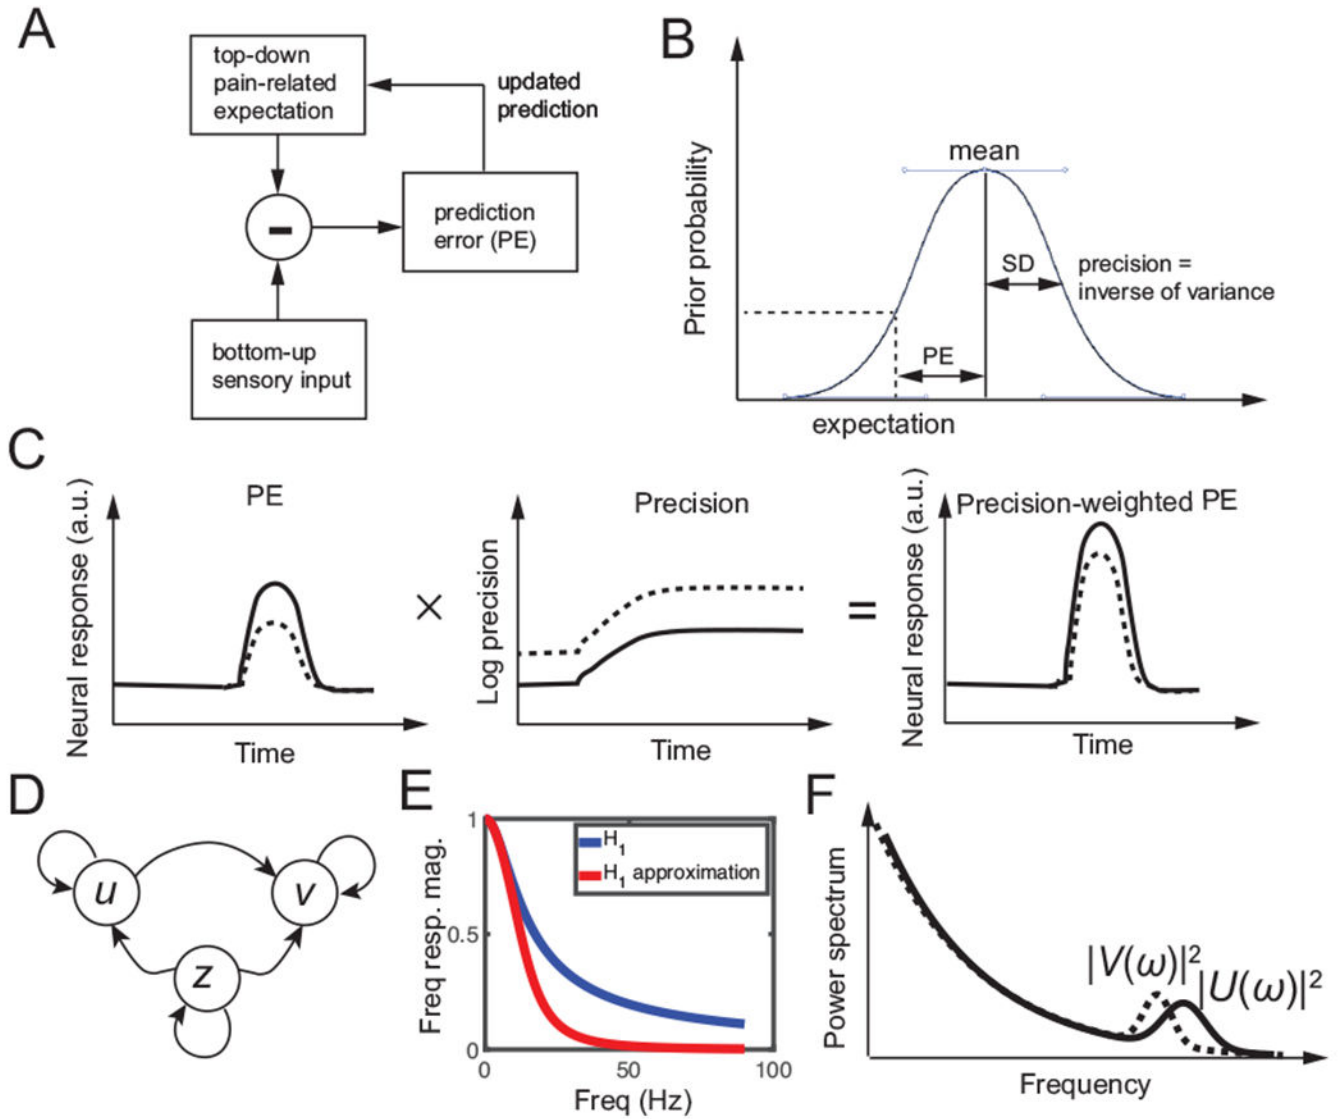 A
top-down
pain-related
expectation
updated
prediction
-
prediction
error (PE)
bottom-up
sensory input
B
Prior probability
mean
SD
precision =
inverse of variance
PE
expectation
C
Neural response (a.u.)
PE
Time
×
Log precision
Precision
Time
=
Neural response (a.u.)
Precision-weighted PE
Time
D
u
v
z
E
Freq resp. mag.
1
0.5
0
H1
H1 approximation
0
50
100
Freq (Hz)
F
Power spectrum
|V(ω)|²
|U(ω)|²
Frequency